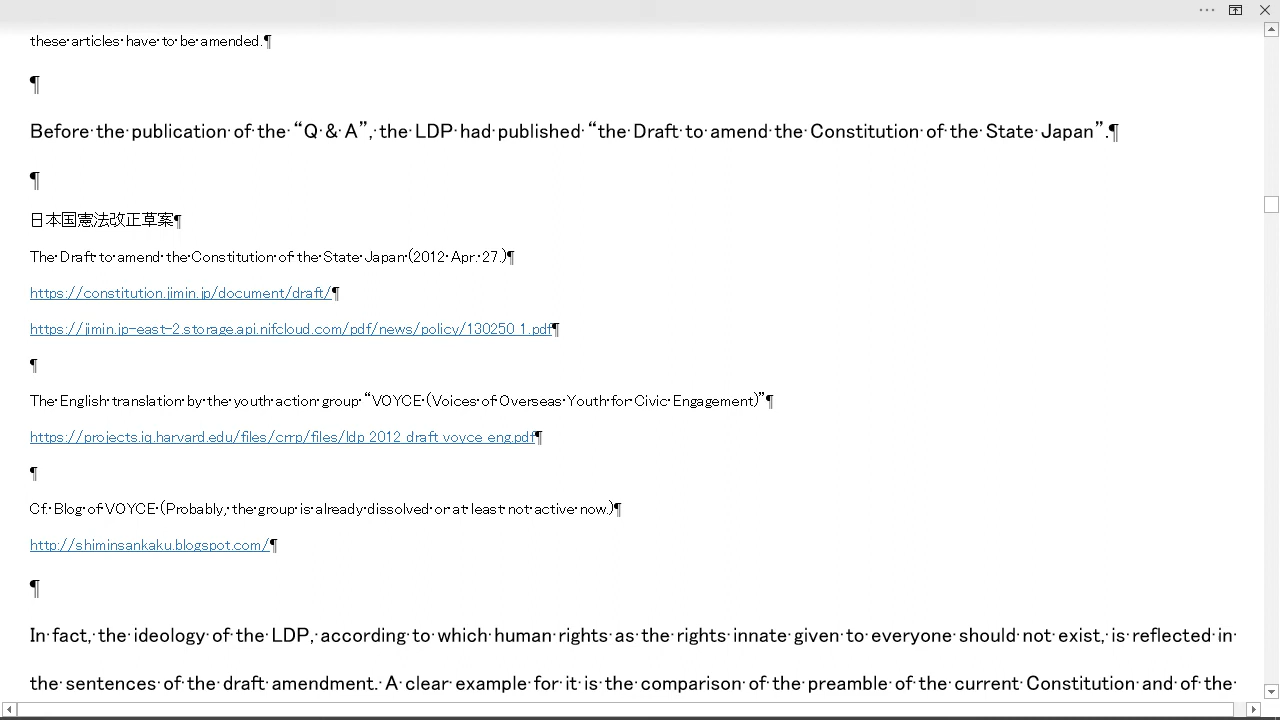 these articles have to be amended.
Before the publication of the “Q & A”, the LDP had published “the Draft to amend the Constitution of the State Japan”.
日本国憲法改正草案
The Draft to amend the Constitution of the State Japan (2012 Apr. 27.)
https://constitution.jimin.jp/document/draft/
https://jimin.jp-east-2.storage.api.nifcloud.com/pdf/news/policy/130250_1.pdf
The English translation by the youth action group “VOYCE (Voices of Overseas Youth for Civic Engagement)”
https://projects.iq.harvard.edu/files/crrp/files/ldp_2012_draft_voyce_eng.pdf
Cf. Blog of VOYCE (Probably, the group is already dissolved or at least not active now.)
http://shiminsankaku.blogspot.com/
In fact, the ideology of the LDP, according to which human rights as the rights innate given to everyone should not exist, is reflected in
the sentences of the draft amendment. A clear example for it is the comparison of the preamble of the current Constitution and of the